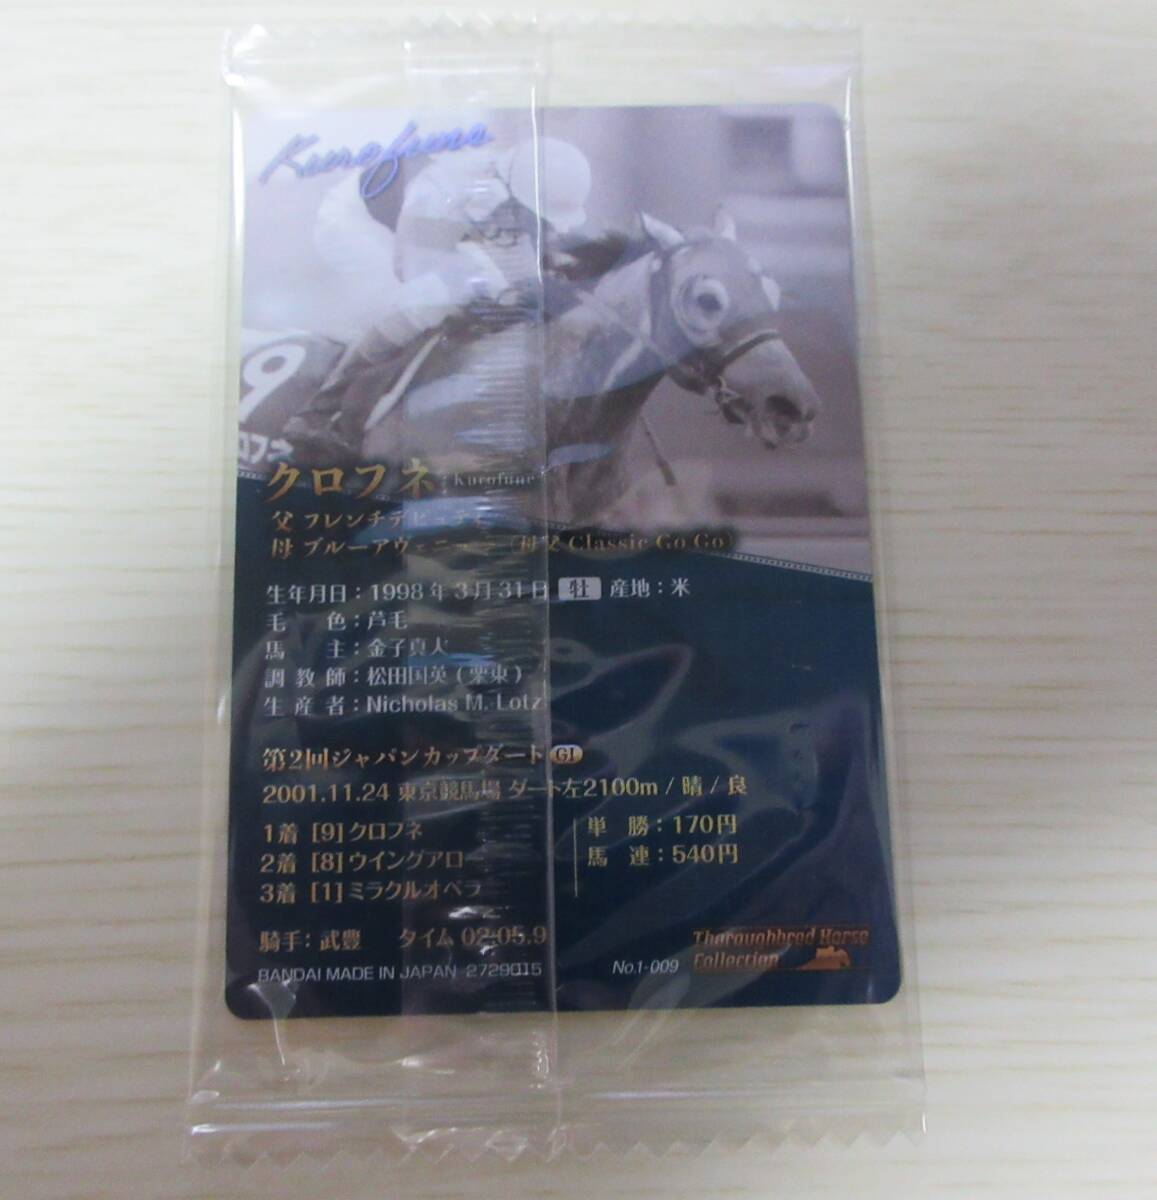 Kurofune
9
ロフネ
クロフネ : Kurofune
父 フレンチデピュティ
母 ブルーアヴェニュー（母父 Classic Go Go）
生年月日：1998年3月31日 牡 産地：米
毛　色：芦毛
馬　主：金子真人
調教師：松田国英（栗東）
生産者：Nicholas M. Lotz
第2回ジャパンカップダート GI
2001.11.24 東京競馬場 ダート左2100m / 晴 / 良
1着 [9]クロフネ 単　勝：170円
2着 [8]ウイングアロー 馬　連：540円
3着 [1]ミラクルオペラ
騎手：武豊　タイム 02:05.9
BANDAI MADE IN JAPAN 2729015 No.1-009 Thoroughbred Horse Collection